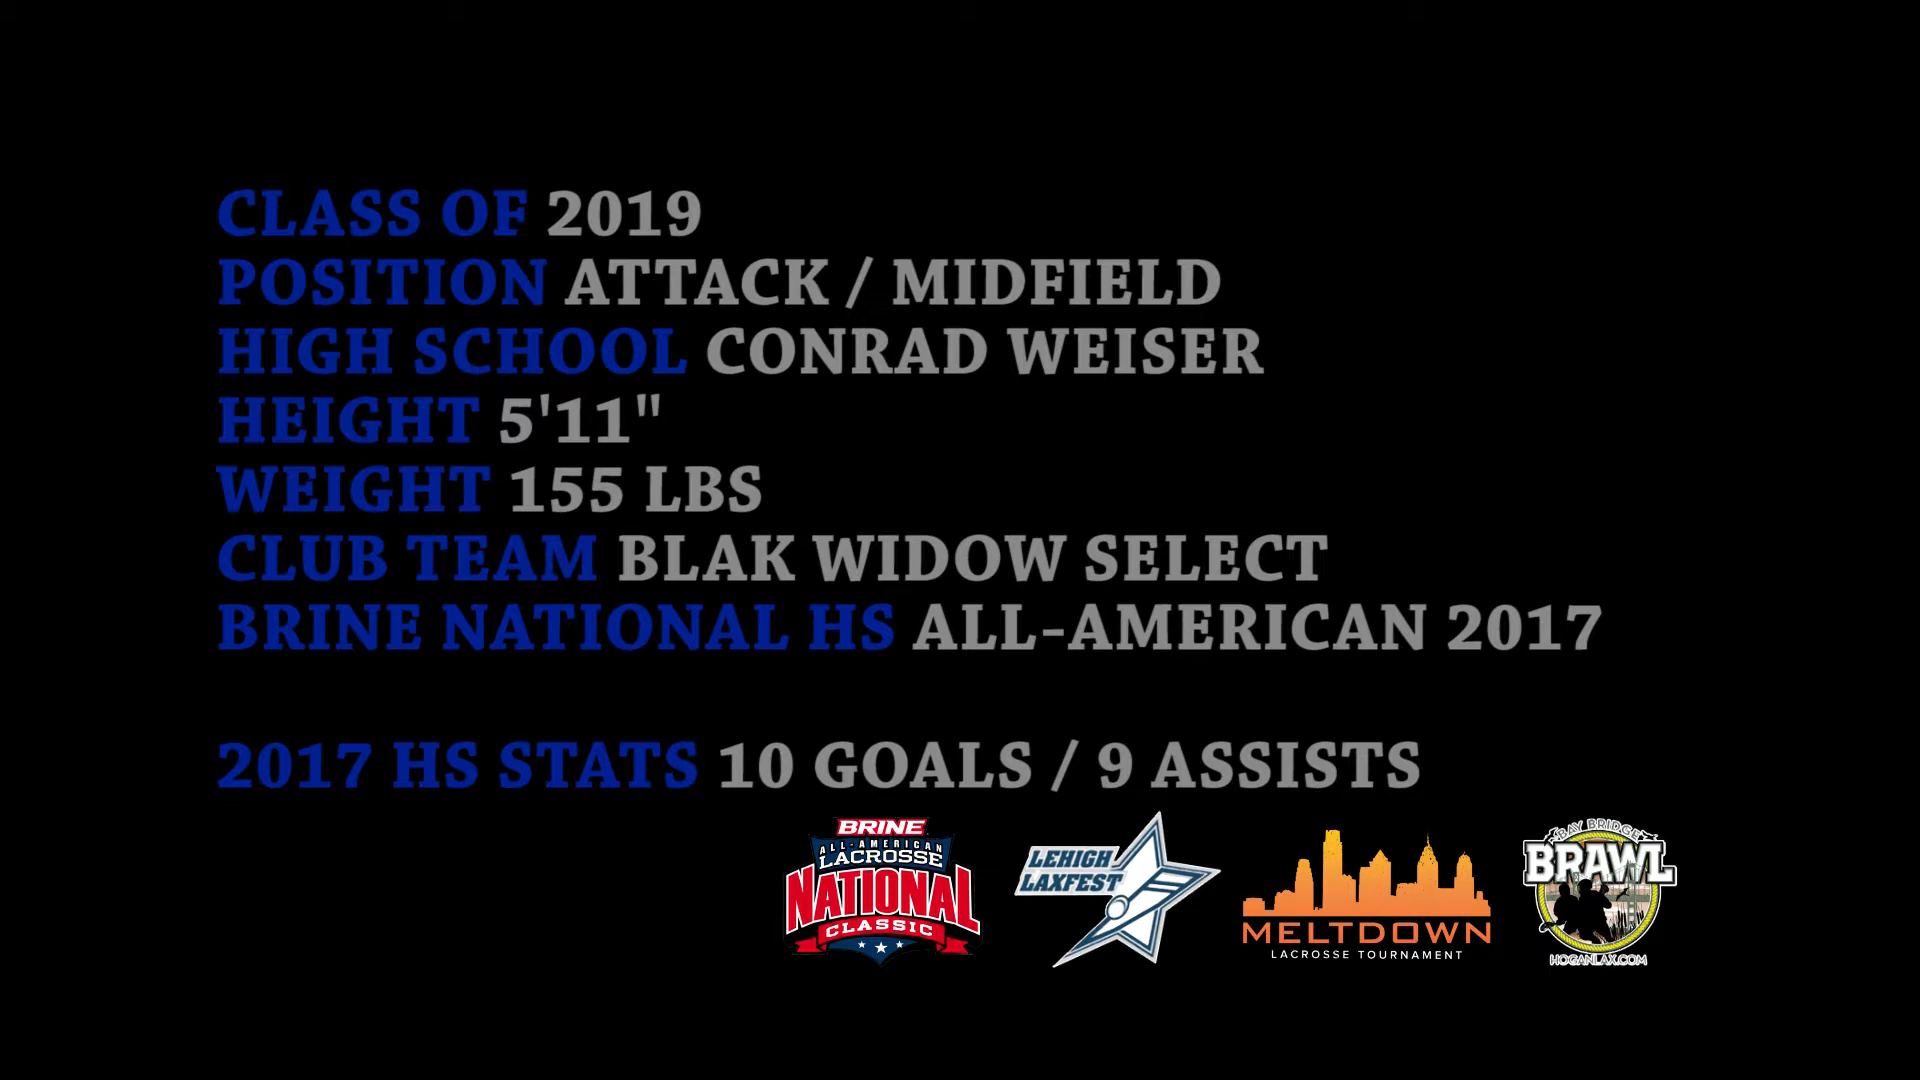 CLASS OF 2019
POSITION ATTACK / MIDFIELD
HIGH SCHOOL CONRAD WEISER
HEIGHT 5'11"
WEIGHT 155 LBS
CLUB TEAM BLAK WIDOW SELECT
BRINE NATIONAL HS ALL-AMERICAN 2017
2017 HS STATS 10 GOALS / 9 ASSISTS
BRINE
ALL-AMERICAN
LACROSSE
NATIONAL
CLASSIC
LEHIGH
LAXFEST
MELTDOWN
LACROSSE TOURNAMENT
BAY BRIDGE
BRAWL
HOGANLAX.COM